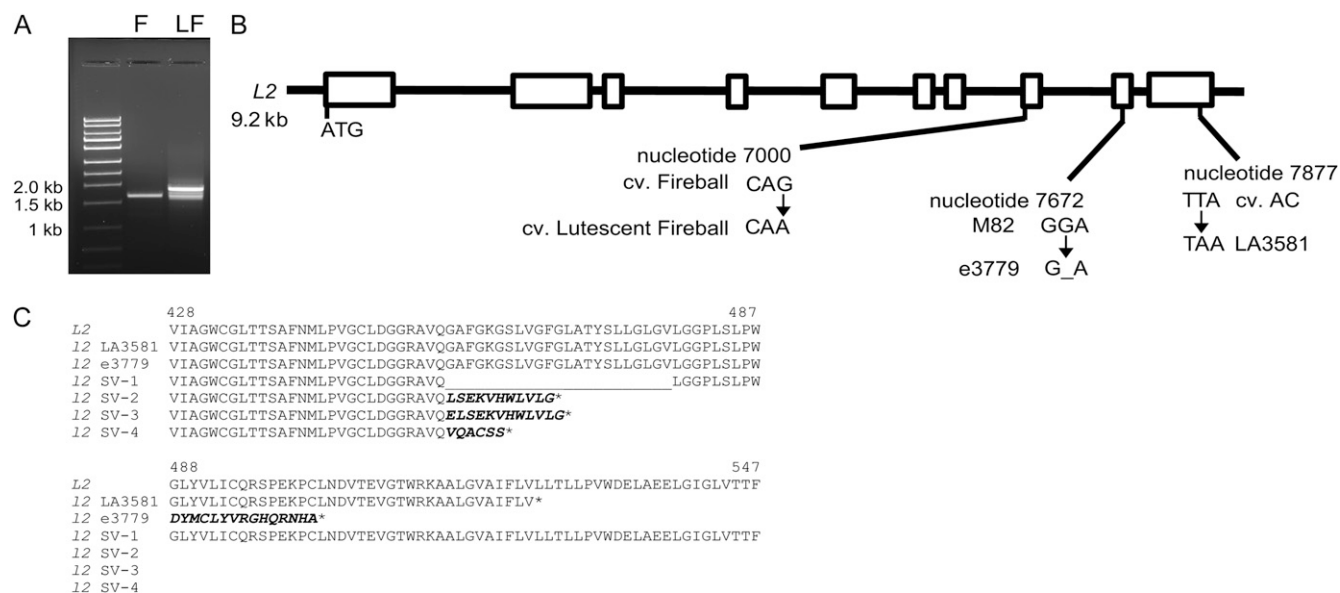 A
F LF
2.0 kb
1.5 kb
1 kb
B
L2
9.2 kb
ATG
nucleotide 7000
cv. Fireball CAG
cv. Lutescent Fireball CAA
nucleotide 7672
M82 GGA
e3779 G_A
nucleotide 7877
TTA cv. AC
TAA LA3581
C
428 487
L2 VIAGWCGLTTSAFNMLPVGCLDGGRAVQGAFGKGSLVGFGLATYSLLGLGVLGGPLSLPW
l2 LA3581 VIAGWCGLTTSAFNMLPVGCLDGGRAVQGAFGKGSLVGFGLATYSLLGLGVLGGPLSLPW
l2 e3779 VIAGWCGLTTSAFNMLPVGCLDGGRAVQGAFGKGSLVGFGLATYSLLGLGVLGGPLSLPW
l2 SV-1 VIAGWCGLTTSAFNMLPVGCLDGGRAVQ_______________________LGGPLSLPW
l2 SV-2 VIAGWCGLTTSAFNMLPVGCLDGGRAVQLSEKVHWLVLG*
l2 SV-3 VIAGWCGLTTSAFNMLPVGCLDGGRAVQELSEKVHWLVLG*
l2 SV-4 VIAGWCGLTTSAFNMLPVGCLDGGRAVQVQACSS*
488 547
L2 GLYVLICQRSPEKPCLNDVTEVGTWRKAALGVAIFLVLLTLLPVWDELAEELGIGLVTTF
l2 LA3581 GLYVLICQRSPEKPCLNDVTEVGTWRKAALGVAIFLV*
l2 e3779 DYMCLYVRGHQRNHA*
l2 SV-1 GLYVLICQRSPEKPCLNDVTEVGTWRKAALGVAIFLVLLTLLPVWDELAEELGIGLVTTF
l2 SV-2
l2 SV-3
l2 SV-4